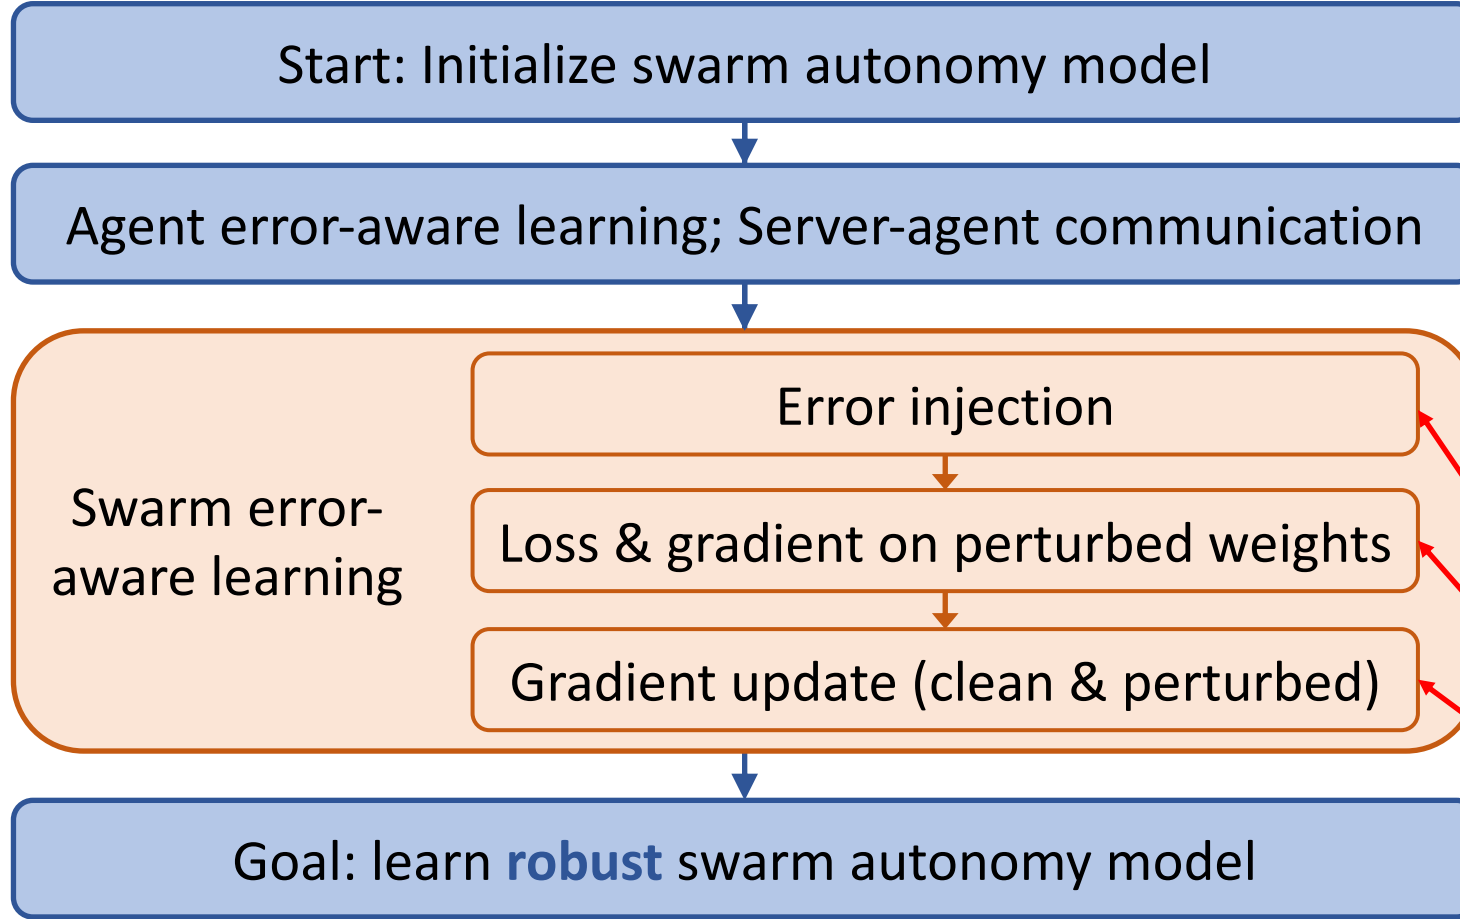 Start: Initialize swarm autonomy model
Agent error-aware learning; Server-agent communication
Error injection
Swarm error-
aware learning
Loss & gradient on perturbed weights
Gradient update (clean & perturbed)
Goal: learn robust swarm autonomy model